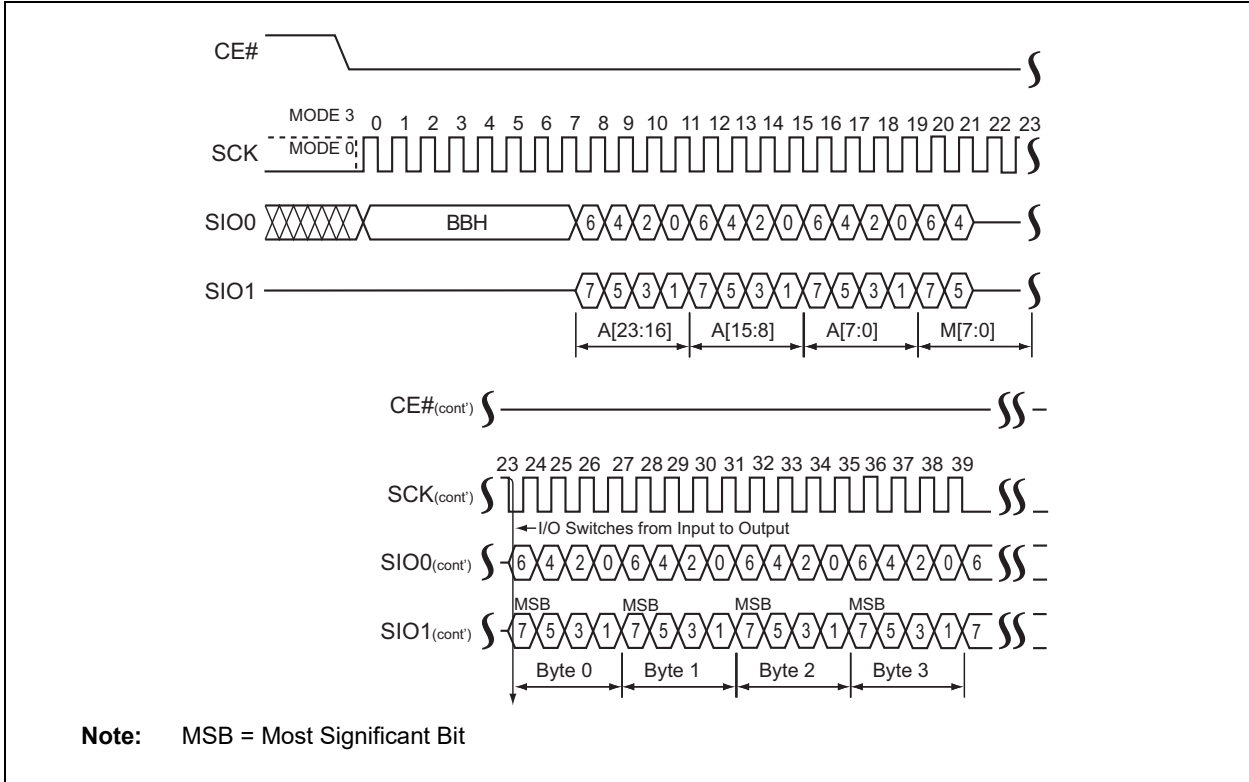 CE#
MODE 3
0 1 2 3 4 5 6 7 8 9 10 11 12 13 14 15 16 17 18 19 20 21 22 23
SCK MODE 0
SIO0 BBH 6 4 2 0 6 4 2 0 6 4 2 0 6 4
SIO1 7 5 3 1 7 5 3 1 7 5 3 1 7 5
A[23:16] A[15:8] A[7:0] M[7:0]
CE#(cont')
23 24 25 26 27 28 29 30 31 32 33 34 35 36 37 38 39
SCK(cont')
I/O Switches from Input to Output
SIO0(cont') 6 4 2 0 6 4 2 0 6 4 2 0 6 4 2 0 6
MSB MSB MSB MSB
SIO1(cont') 7 5 3 1 7 5 3 1 7 5 3 1 7 5 3 1 7
Byte 0 Byte 1 Byte 2 Byte 3
Note: MSB = Most Significant Bit